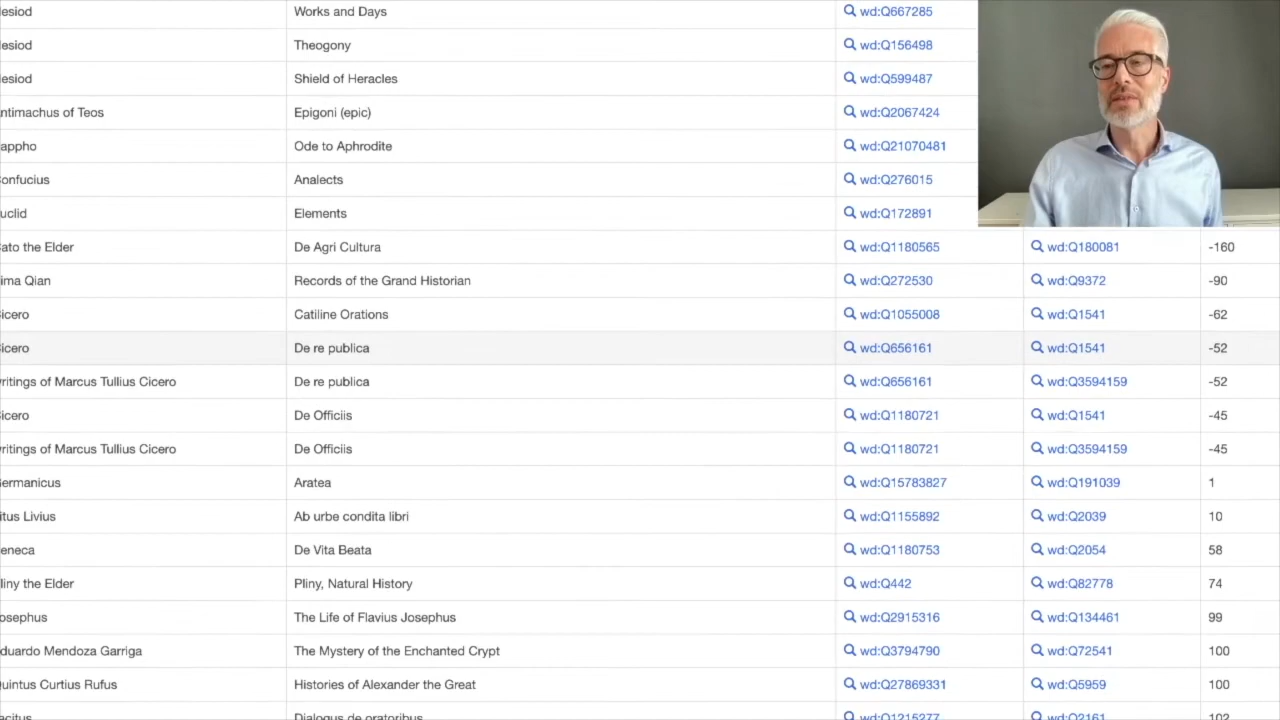 esiod Works and Days wd:Q667285
esiod Theogony wd:Q156498
esiod Shield of Heracles wd:Q599487
ntimachus of Teos Epigoni (epic) wd:Q2067424
appho Ode to Aphrodite wd:Q21070481
onfucius Analects wd:Q276015
uclid Elements wd:Q172891
ato the Elder De Agri Cultura wd:Q1180565 wd:Q180081 -160
ima Qian Records of the Grand Historian wd:Q272530 wd:Q9372 -90
icero Catiline Orations wd:Q1055008 wd:Q1541 -62
icero De re publica wd:Q656161 wd:Q1541 -52
ritings of Marcus Tullius Cicero De re publica wd:Q656161 wd:Q3594159 -52
icero De Officiis wd:Q1180721 wd:Q1541 -45
ritings of Marcus Tullius Cicero De Officiis wd:Q1180721 wd:Q3594159 -45
ermanicus Aratea wd:Q15783827 wd:Q191039 1
itus Livius Ab urbe condita libri wd:Q1155892 wd:Q2039 10
eneca De Vita Beata wd:Q1180753 wd:Q2054 58
liny the Elder Pliny, Natural History wd:Q442 wd:Q82778 74
osephus The Life of Flavius Josephus wd:Q2915316 wd:Q134461 99
duardo Mendoza Garriga The Mystery of the Enchanted Crypt wd:Q3794790 wd:Q72541 100
uintus Curtius Rufus Histories of Alexander the Great wd:Q27869331 wd:Q5959 100
acitus Dialogus de oratoribus wd:Q1215277 wd:Q2161 102